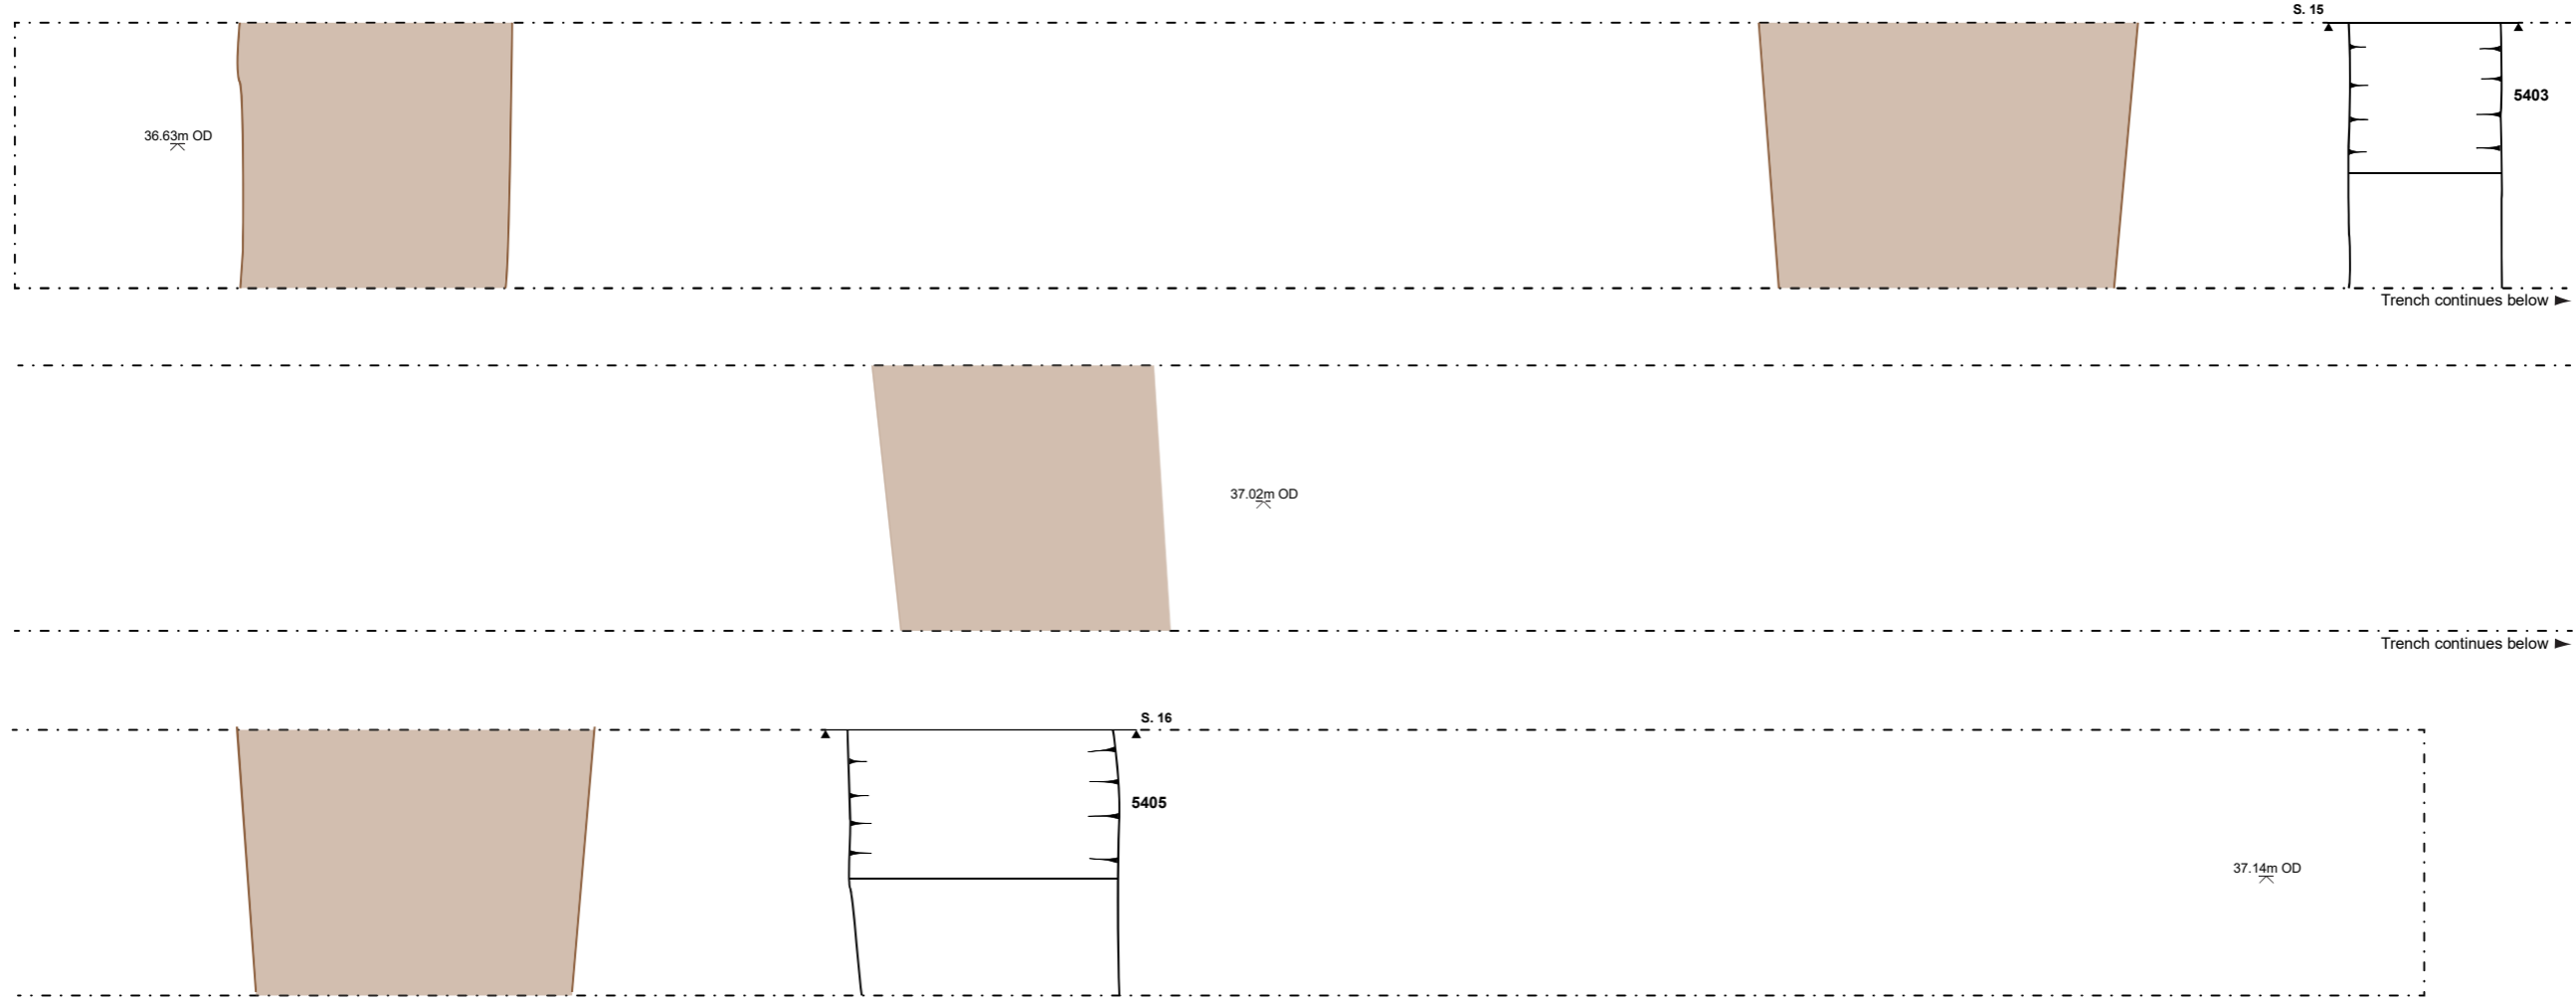 S. 15
5403
36.63m OD
Trench continues below
37.02m OD
Trench continues below
S. 16
5405
37.14m OD